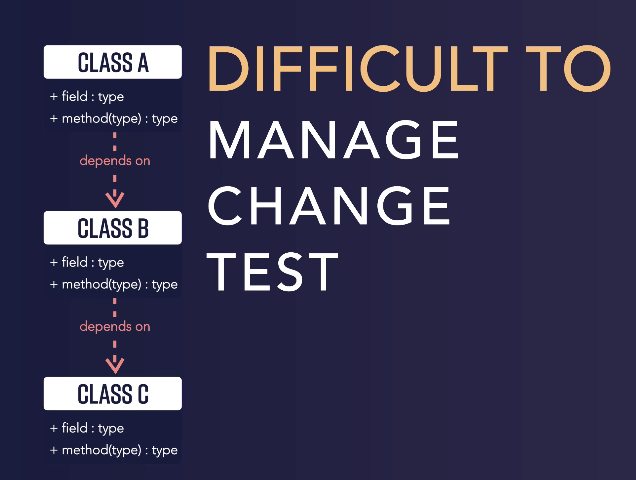 CLASS A
+ field : type
+ method(type) : type
depends on
CLASS B
+ field : type
+ method(type) : type
depends on
CLASS C
+ field : type
+ method(type) : type
DIFFICULT TO
MANAGE
CHANGE
TEST